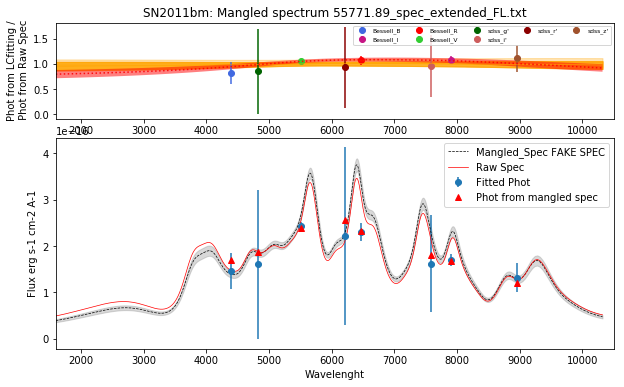 SN2011bm: Mangled spectrum 55771.89_spec_extended_FL.txt
Phot from LCfitting /
Phot from Raw Spec
1.5
1.0
0.5
0.0
Bessell_B
Bessell_I
Bessell_R
Bessell_V
sdss_g'
sdss_i'
sdss_r'
sdss_z'
2000 3000 4000 5000 6000 7000 8000 9000 10000
1e−16
Flux erg s-1 cm-2 A-1
4
3
2
1
0
Mangled_Spec FAKE SPEC
Raw Spec
Fitted Phot
Phot from mangled spec
2000 3000 4000 5000 6000 7000 8000 9000 10000
Wavelenght